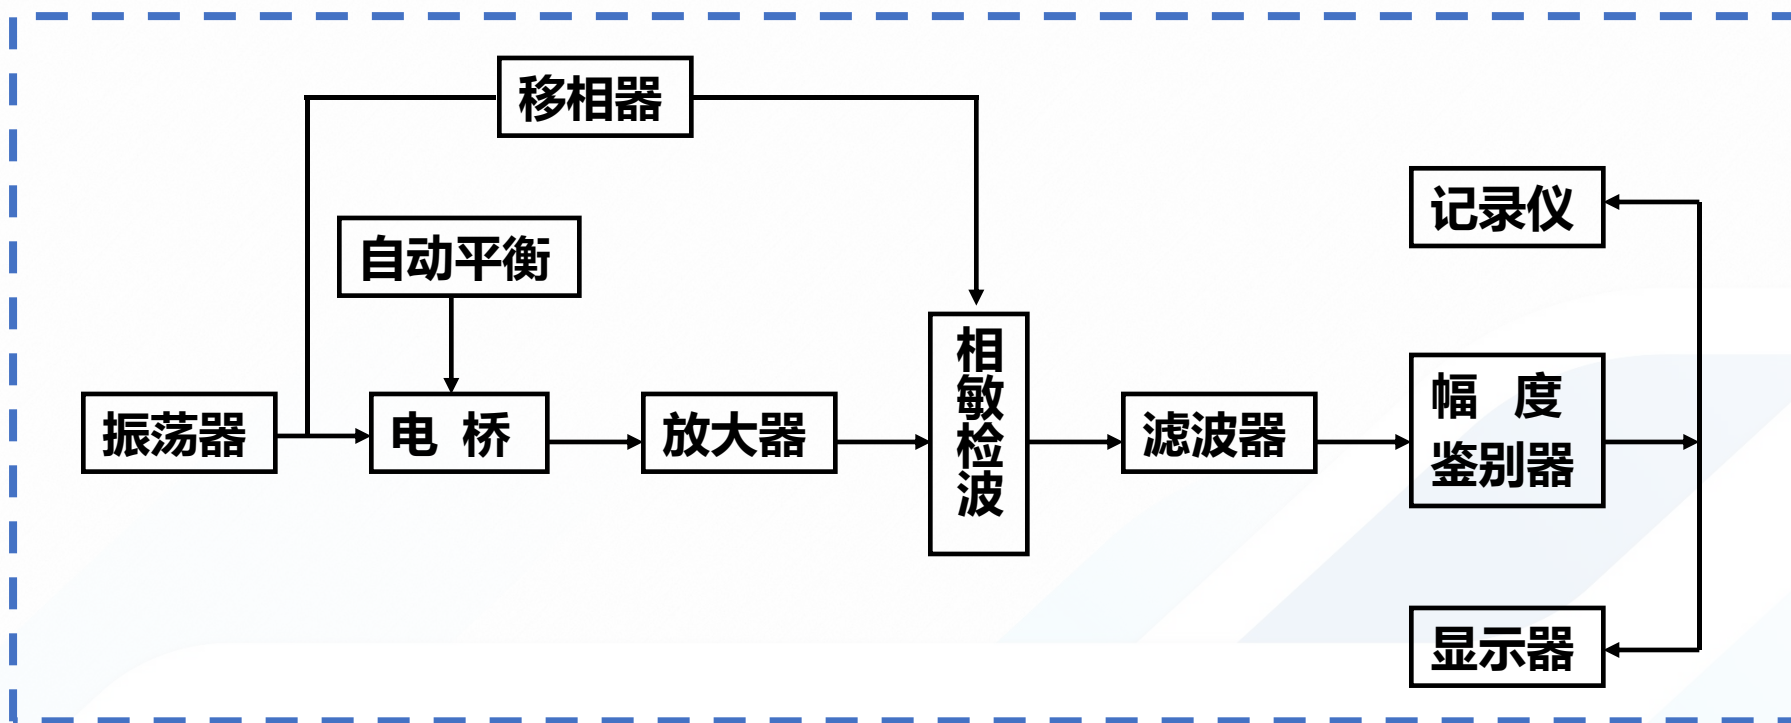 移相器
自动平衡
记录仪
振荡器
电 桥
放大器
相敏检波
滤波器
幅 度
鉴别器
显示器